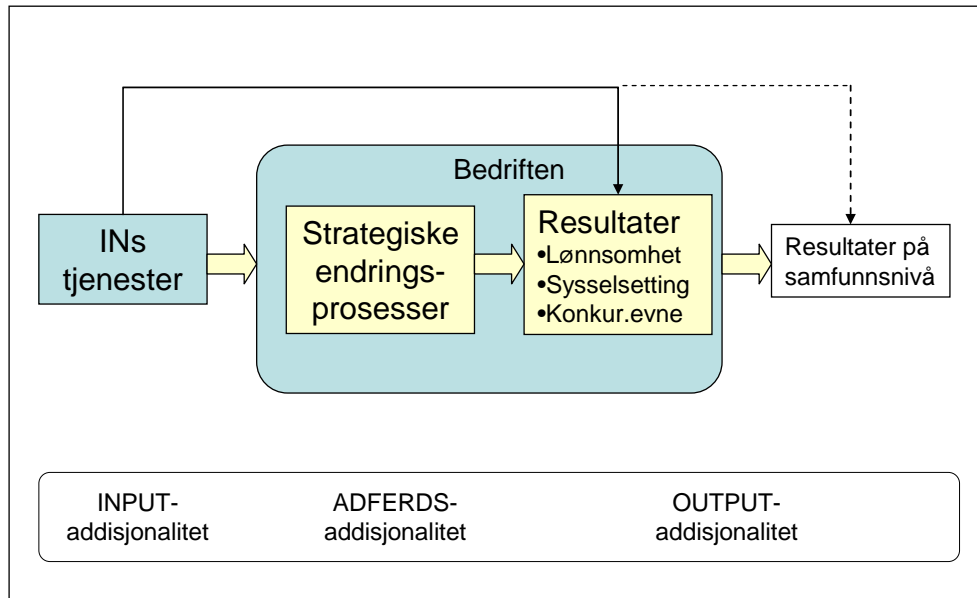 Bedriften
INs
tjenester
Strategiske
endrings-
prosesser
Resultater
•Lønnsomhet
•Sysselsetting
•Konkur.evne
Resultater på
samfunnsnivå
INPUT-
addisjonalitet
ADFERDS-
addisjonalitet
OUTPUT-
addisjonalitet